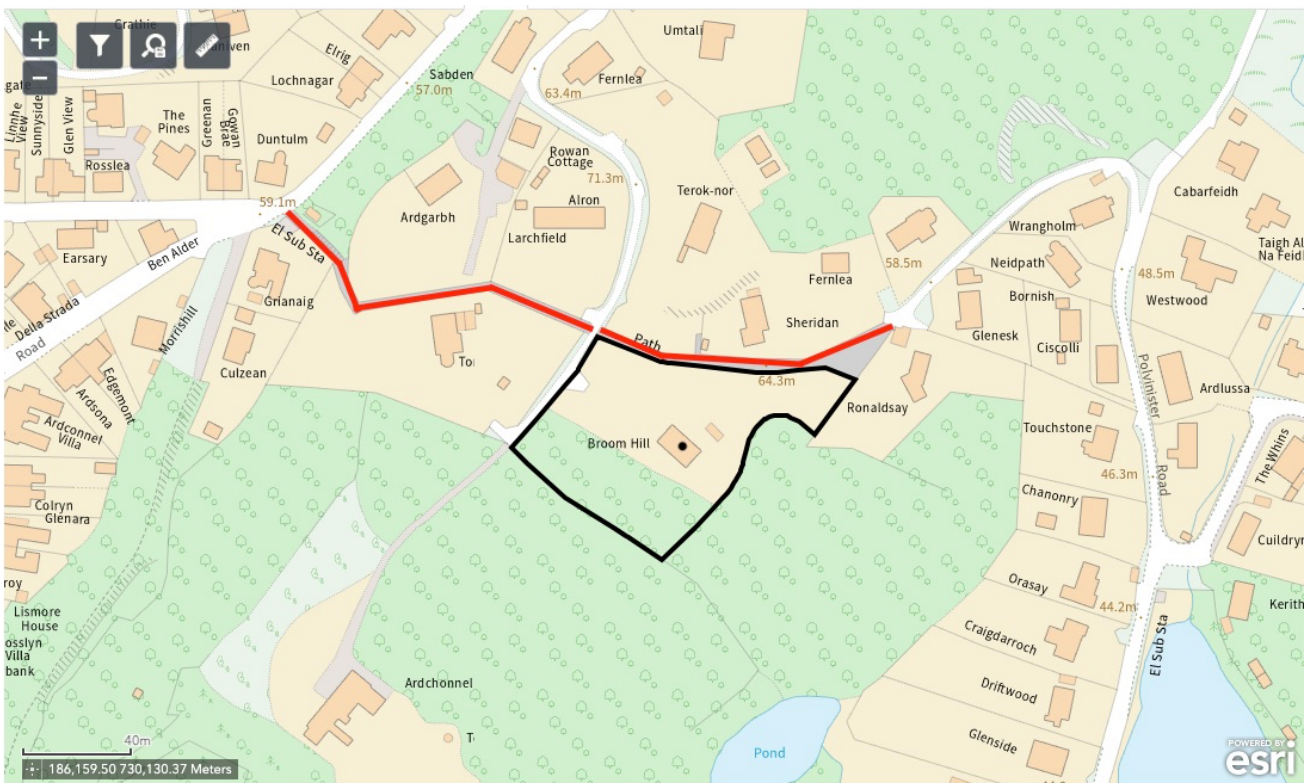 Crathie
Umtali
Elrig
Sabden
57.0m
Fernlea
63.4m
Lochnagar
Linnhe
View
Sunnyside
Glen View
The
Pines
Greenan
Gowan
Brae
Duntulm
Rosslea
Rowan
Cottage
71.3m
Alron
Terok-nor
Cabarfeidh
59.1m
Ardgarbh
Larchfield
El Sub Sta
Wrangholm
Earsary
Ben Alder
Fernlea
58.5m
Neidpath
48.5m
Westwood
Grianaig
Della Strada
Road
Morrishill
Bornish
Sheridan
Glenesk
Ciscolli
Path
Culzean
64.3m
Edgemont
Ardsona
Ardconnel
Villa
Ronaldsay
Polvinister
Road
Ardlussa
Touchstone
Broom Hill
46.3m
The Whins
Chanonry
Colryn
Glenara
Orasay
44.2m
Lismore
House
Craigdarroch
El Sub Sta
Ardchonnel
Driftwood
Glenside
Pond
40m
186,159.50 730,130.37 Meters
POWERED BY
esri